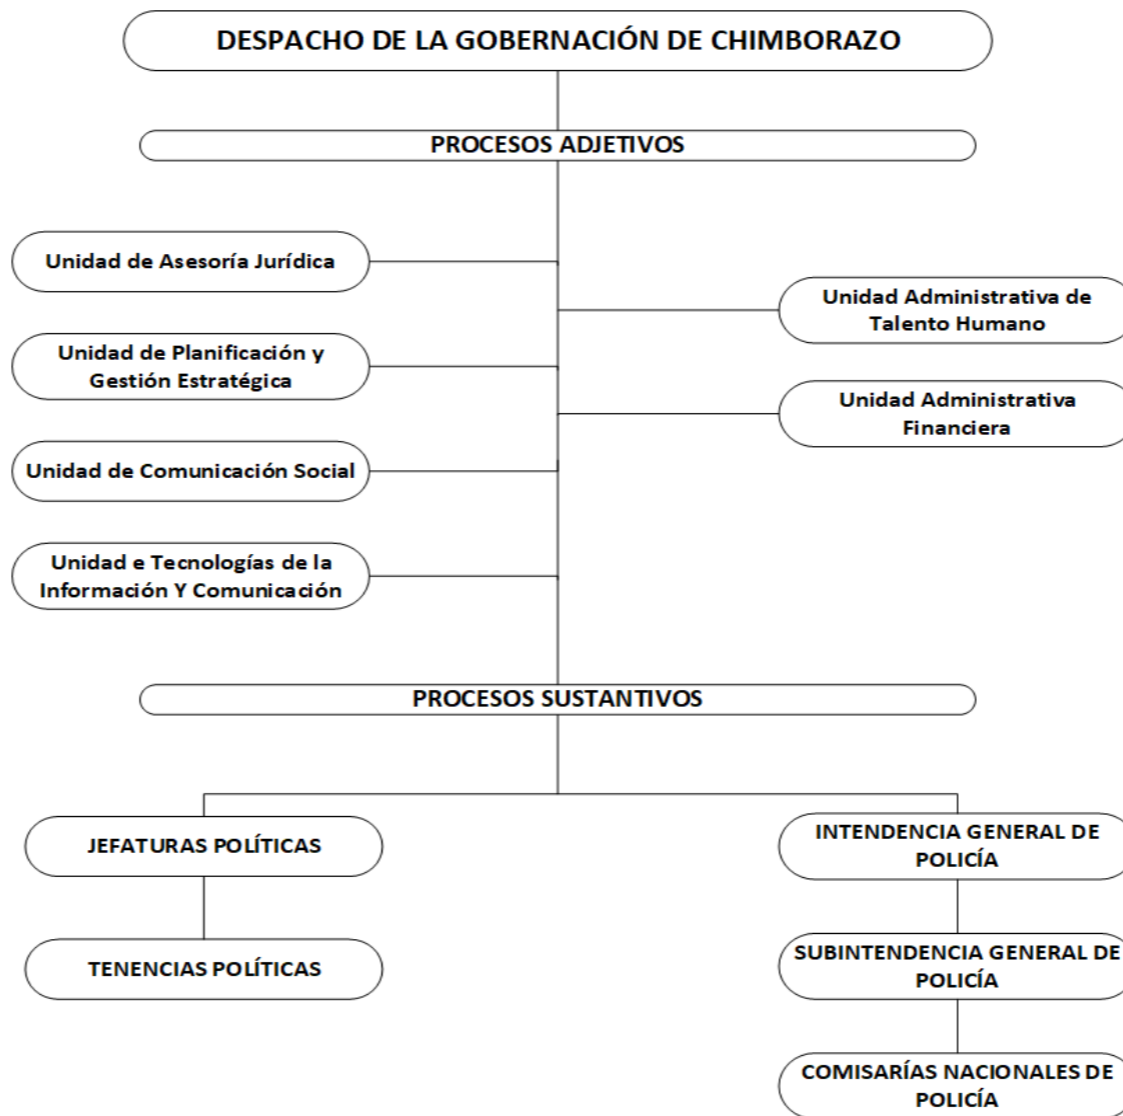 DESPACHO DE LA GOBERNACIÓN DE CHIMBORAZO
PROCESOS ADJETIVOS
Unidad de Asesoría Jurídica
Unidad de Planificación y
Gestión Estratégica
Unidad de Comunicación Social
Unidad e Tecnologías de la
Información Y Comunicación
Unidad Administrativa de
Talento Humano
Unidad Administrativa
Financiera
PROCESOS SUSTANTIVOS
JEFATURAS POLÍTICAS
TENENCIAS POLÍTICAS
INTENDENCIA GENERAL DE
POLICÍA
SUBINTENDENCIA GENERAL DE
POLICÍA
COMISARÍAS NACIONALES DE
POLICÍA